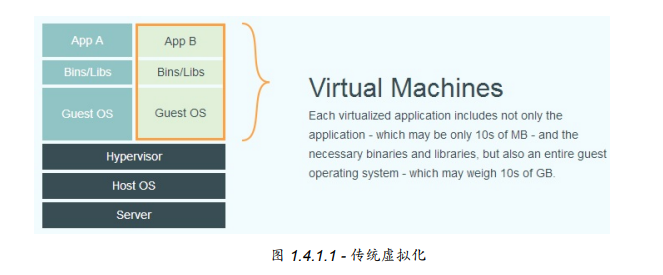 App A App B
Bins/Libs Bins/Libs
Guest OS Guest OS
Hypervisor
Host OS
Server
Virtual Machines
Each virtualized application includes not only the
application - which may be only 10s of MB - and the
necessary binaries and libraries, but also an entire guest
operating system - which may weigh 10s of GB.
图 1.4.1.1 - 传统虚拟化